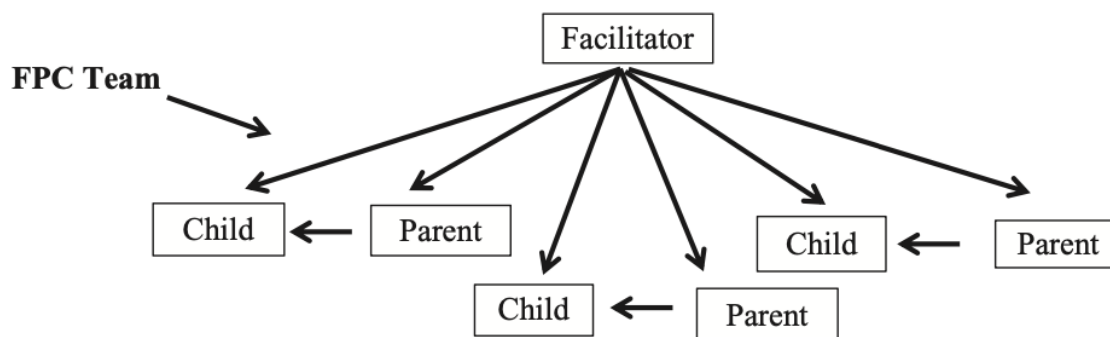 Facilitator
FPC Team
Child
Parent
Child
Parent
Child
Parent